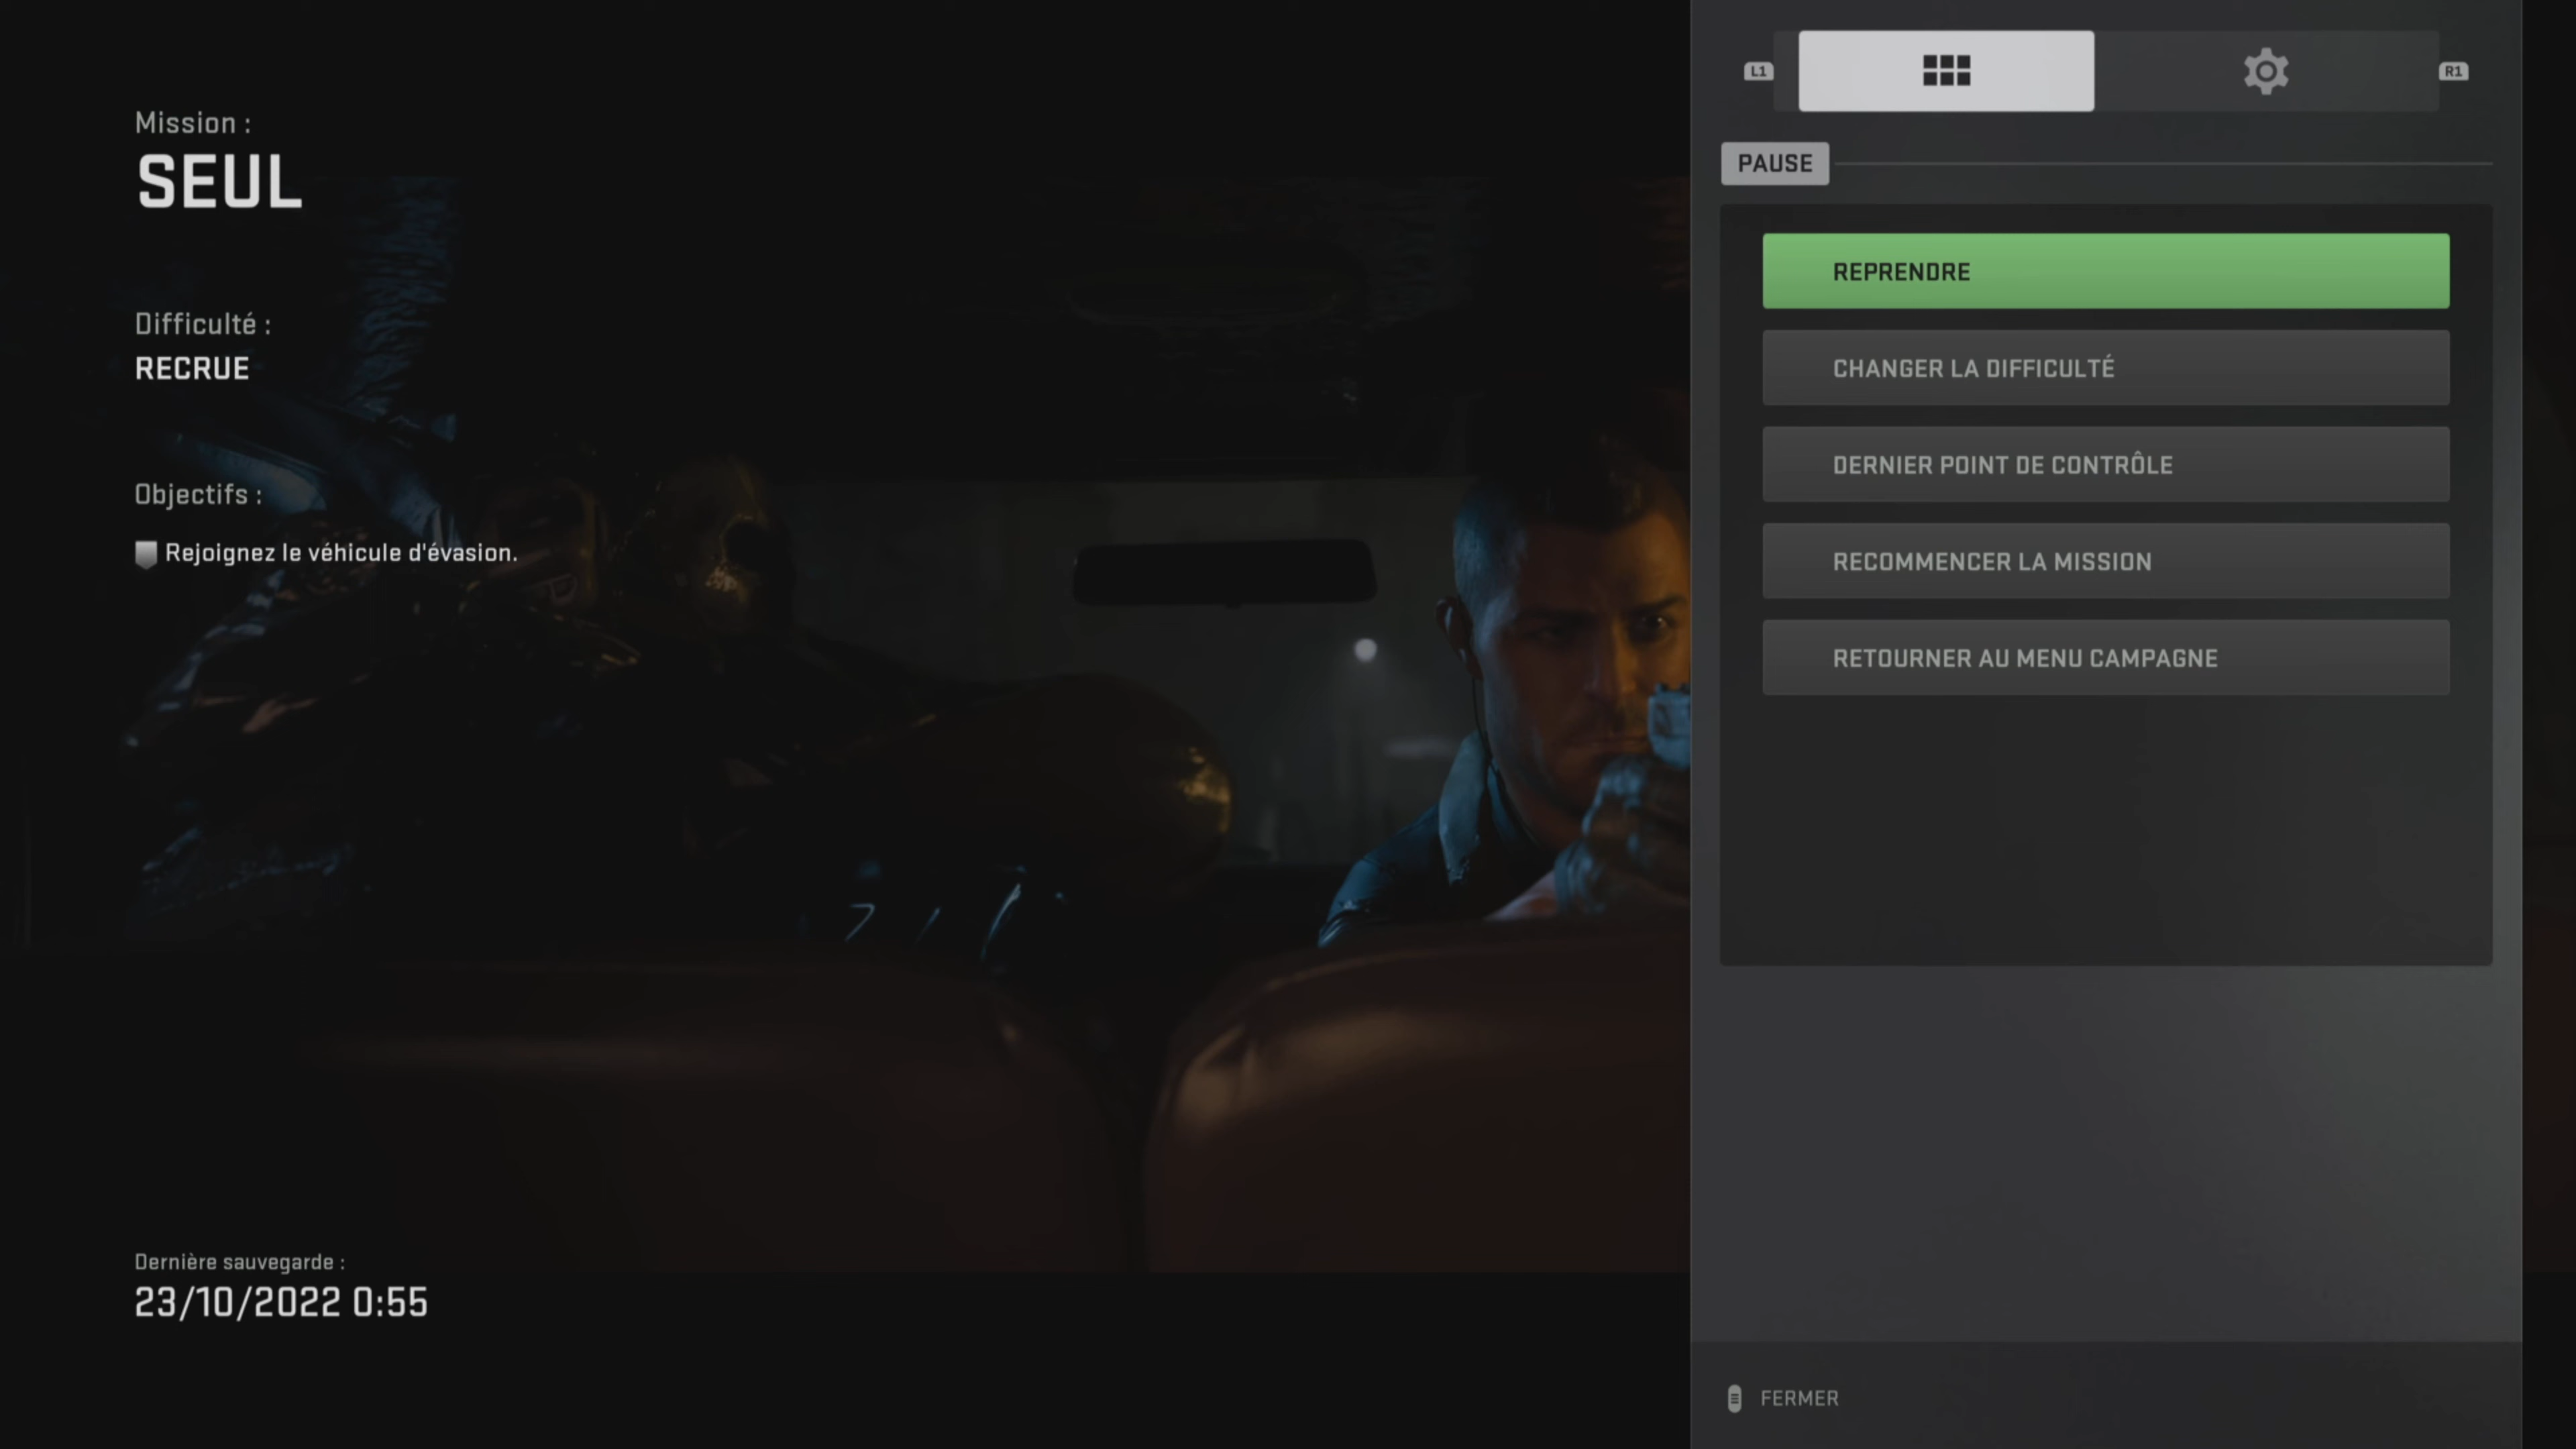 Mission :
SEUL
Difficulté :
RECRUE
Objectifs :
Rejoignez le véhicule d'évasion.
Dernière sauvegarde :
23/10/2022 0:55
L1
R1
PAUSE
REPRENDRE
CHANGER LA DIFFICULTÉ
DERNIER POINT DE CONTRÔLE
RECOMMENCER LA MISSION
RETOURNER AU MENU CAMPAGNE
FERMER